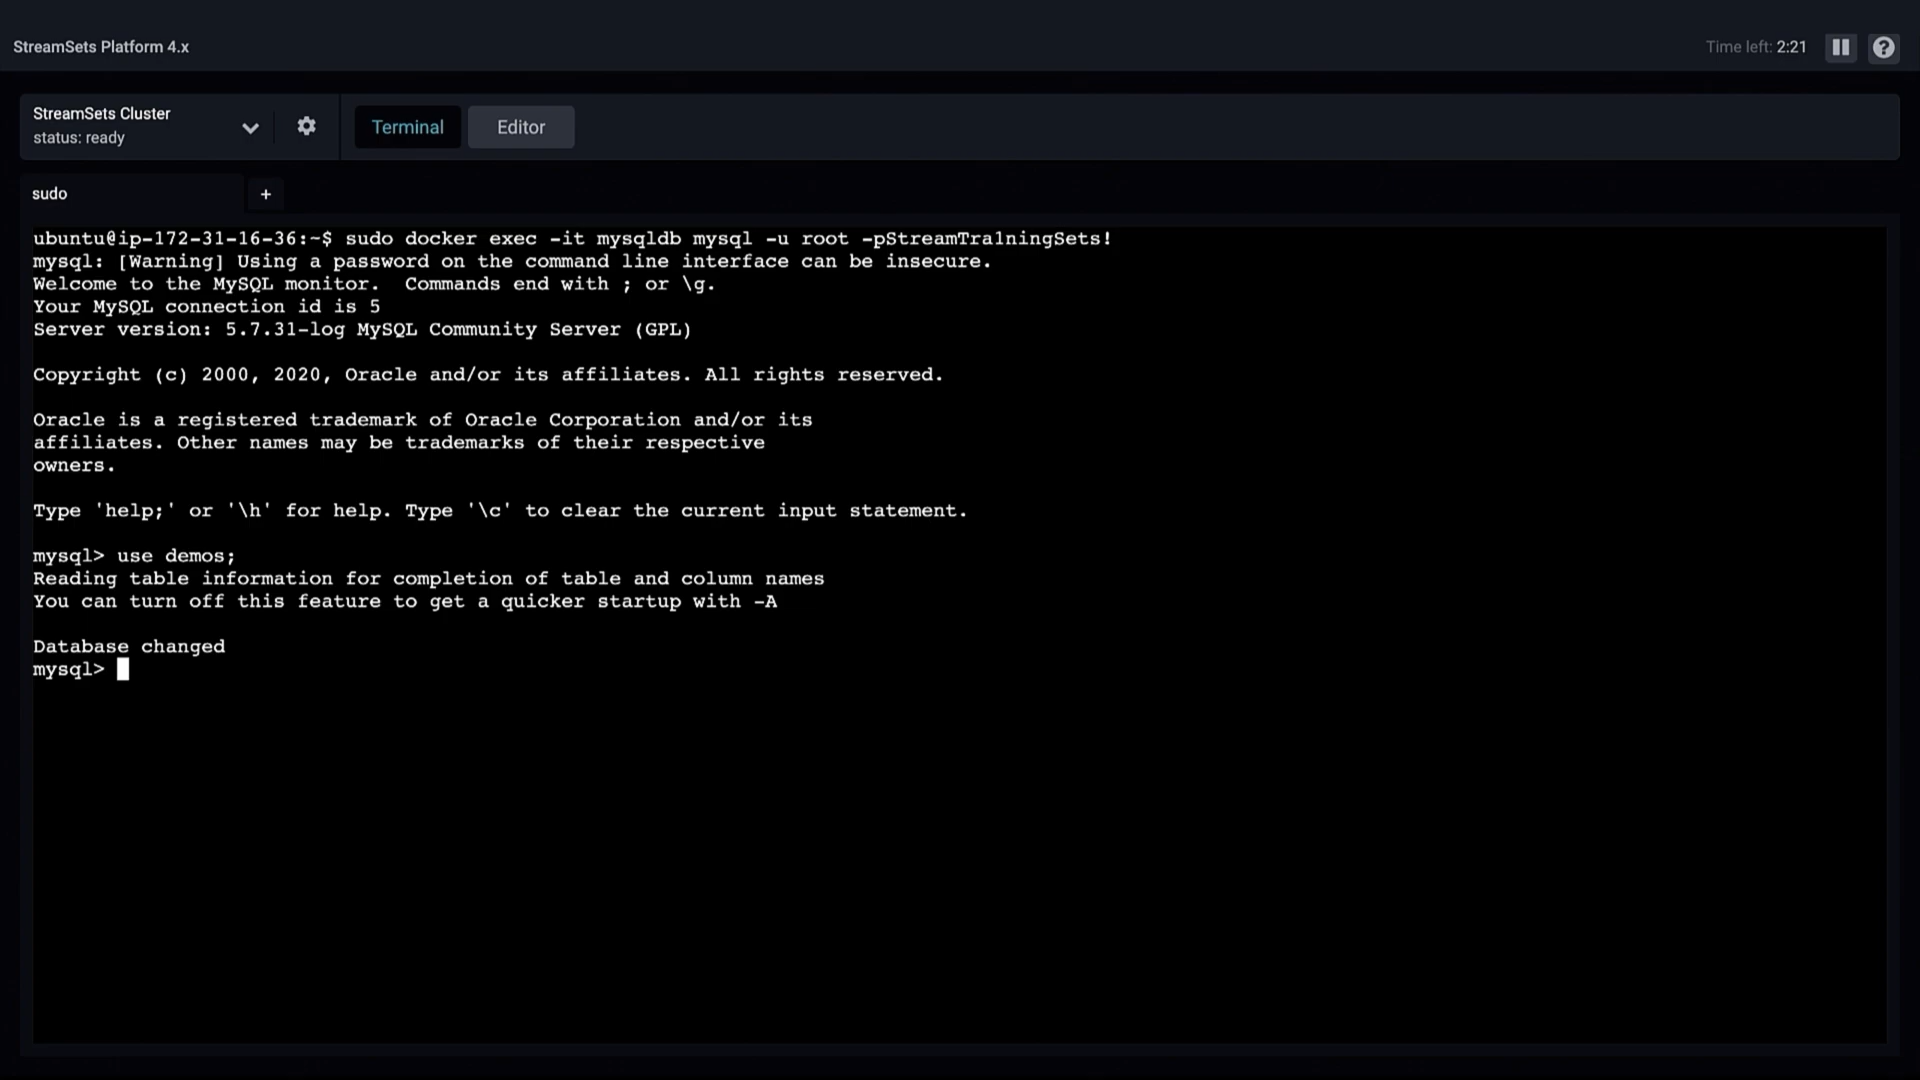 StreamSets Platform 4.x
Time left: 2:21
StreamSets Cluster
status: ready
Terminal
Editor
sudo
+
ubuntu@ip-172-31-16-36:~$ sudo docker exec -it mysqldb mysql -u root -pStreamTra1ningSets!
mysql: [Warning] Using a password on the command line interface can be insecure.
Welcome to the MySQL monitor.  Commands end with ; or \g.
Your MySQL connection id is 5
Server version: 5.7.31-log MySQL Community Server (GPL)
Copyright (c) 2000, 2020, Oracle and/or its affiliates. All rights reserved.
Oracle is a registered trademark of Oracle Corporation and/or its
affiliates. Other names may be trademarks of their respective
owners.
Type 'help;' or '\h' for help. Type '\c' to clear the current input statement.
mysql> use demos;
Reading table information for completion of table and column names
You can turn off this feature to get a quicker startup with -A
Database changed
mysql>